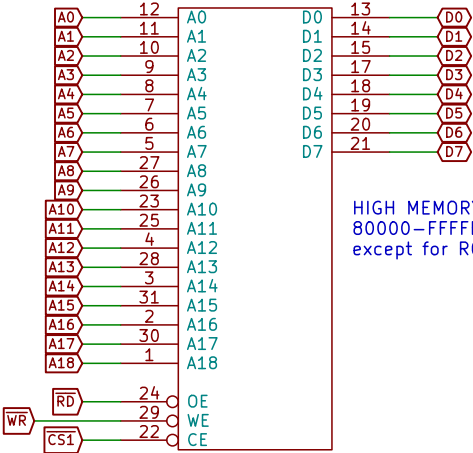 A0 12 A0 D0 13 D0
A1 11 A1 D1 14 D1
A2 10 A2 D2 15 D2
A3 9 A3 D3 17 D3
A4 8 A4 D4 18 D4
A5 7 A5 D5 19 D5
A6 6 A6 D6 20 D6
A7 5 A7 D7 21 D7
A8 27 A8
A9 26 A9
A10 23 A10
A11 25 A11
A12 4 A12
A13 28 A13
A14 3 A14
A15 31 A15
A16 2 A16
A17 30 A17
A18 1 A18
RD 24 OE
WR 29 WE
CS1 22 CE
HIGH MEMORY
80000-FFFF
except for